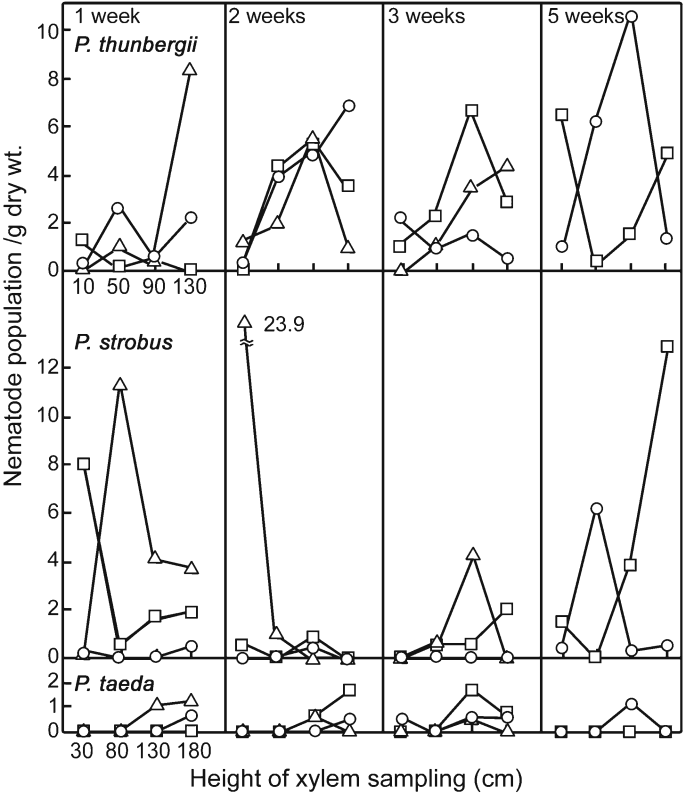 1 week 2 weeks 3 weeks 5 weeks
P. thunbergii
10
8
6
4
2
0
10 50 90 130
P. strobus
23.9
12
10
8
6
4
2
0
P. taeda
2
1
0
30 80 130 180
Nematode population /g dry wt.
Height of xylem sampling (cm)